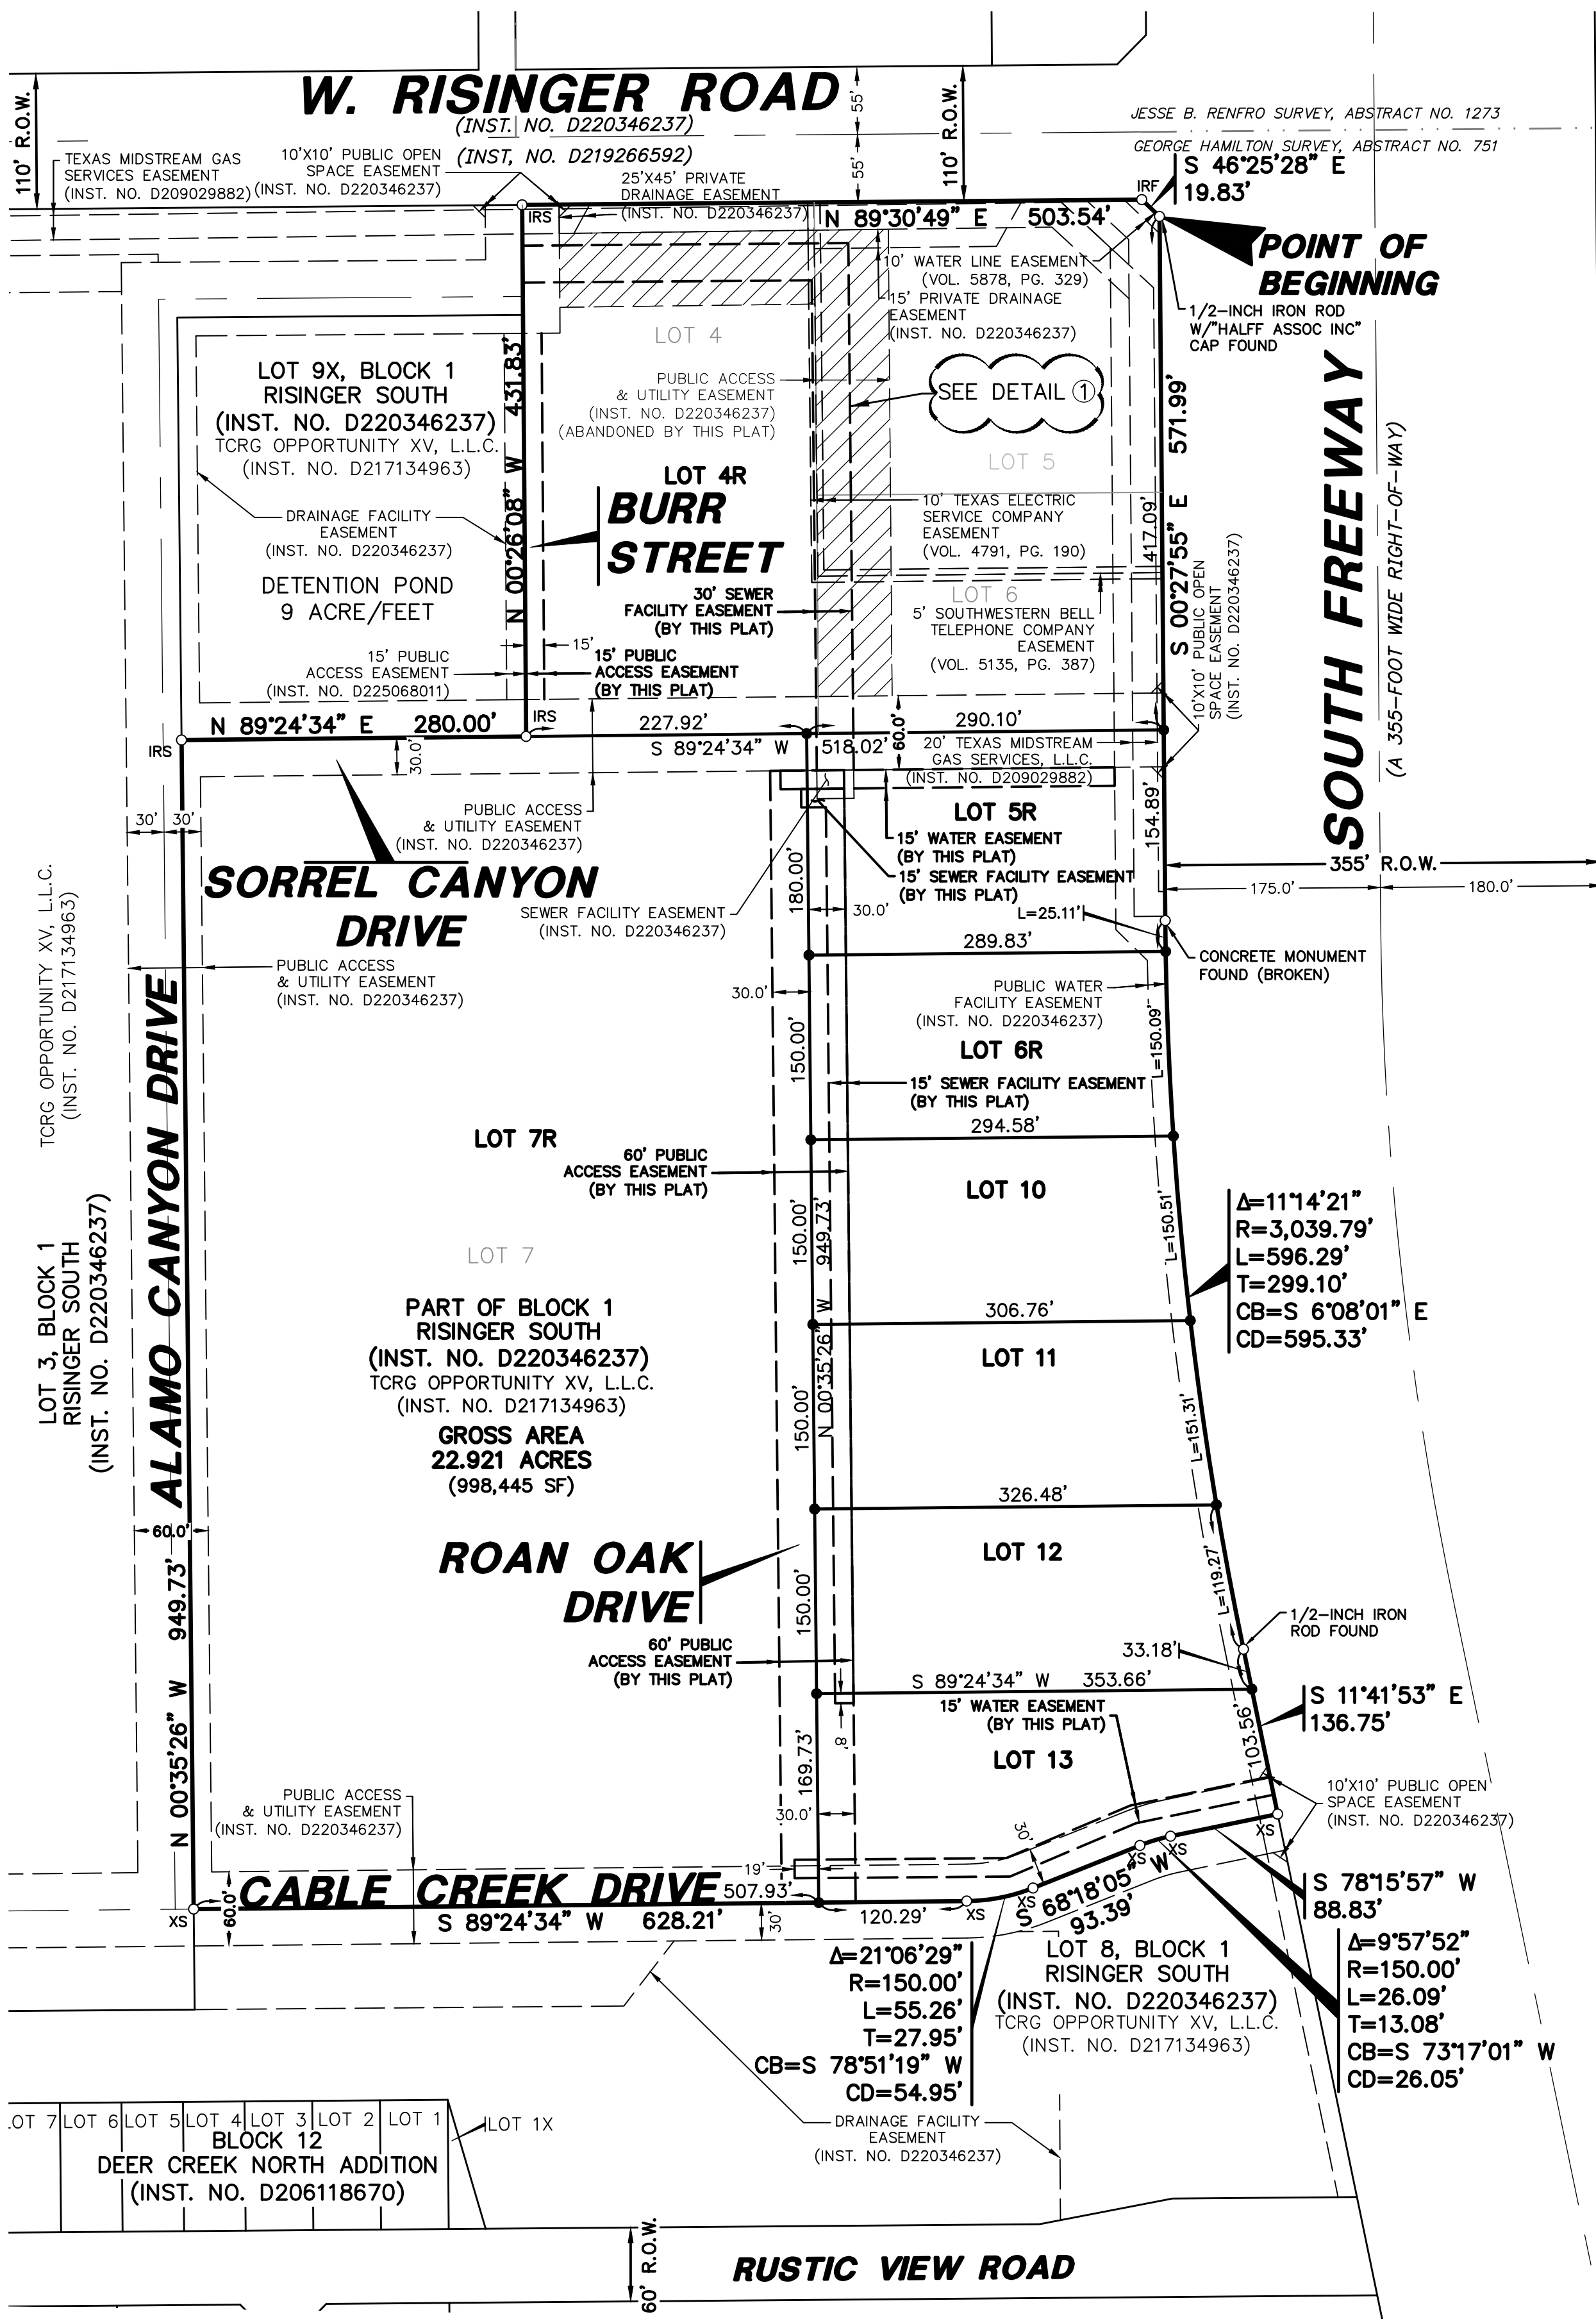 W. RISINGER ROAD
(INST. NO. D220346237)
(INST, NO. D219266592)
110' R.O.W.
55'
55'
110' R.O.W.
JESSE B. RENFRO SURVEY, ABSTRACT NO. 1273
GEORGE HAMILTON SURVEY, ABSTRACT NO. 751
TEXAS MIDSTREAM GAS
SERVICES EASEMENT
(INST. NO. D209029882)
10'X10' PUBLIC OPEN
SPACE EASEMENT
(INST. NO. D220346237)
25'X45' PRIVATE
DRAINAGE EASEMENT
(INST. NO. D220346237)
IRS
IRF
S 46°25'28" E
19.83'
N 89°30'49" E 503.54'
POINT OF
BEGINNING
1/2-INCH IRON ROD
W/"HALFF ASSOC INC"
CAP FOUND
10' WATER LINE EASEMENT
(VOL. 5878, PG. 329)
15' PRIVATE DRAINAGE
EASEMENT
(INST. NO. D220346237)
LOT 4
LOT 9X, BLOCK 1
RISINGER SOUTH
(INST. NO. D220346237)
TCRG OPPORTUNITY XV, L.L.C.
(INST. NO. D217134963)
N 00°26'08" W 431.83'
PUBLIC ACCESS
& UTILITY EASEMENT
(INST. NO. D220346237)
(ABANDONED BY THIS PLAT)
SEE DETAIL 1
LOT 5
LOT 4R
BURR
STREET
DRAINAGE FACILITY
EASEMENT
(INST. NO. D220346237)
DETENTION POND
9 ACRE/FEET
10' TEXAS ELECTRIC
SERVICE COMPANY
EASEMENT
(VOL. 4791, PG. 190)
S 00°27'55" E 571.99'
417.09'
SOUTH FREEWAY
(A 355-FOOT WIDE RIGHT-OF-WAY)
30' SEWER
FACILITY EASEMENT
(BY THIS PLAT)
LOT 6
5' SOUTHWESTERN BELL
TELEPHONE COMPANY
EASEMENT
(VOL. 5135, PG. 387)
10'X10' PUBLIC OPEN
SPACE EASEMENT
(INST. NO. D220346237)
15'
15' PUBLIC
ACCESS EASEMENT
(INST. NO. D225068011)
15' PUBLIC
ACCESS EASEMENT
(BY THIS PLAT)
N 89°24'34" E 280.00'
IRS
IRS
227.92'
290.10'
S 89°24'34" W 518.02'
30.0'
60.0'
20' TEXAS MIDSTREAM
GAS SERVICES, L.L.C.
(INST. NO. D209029882)
PUBLIC ACCESS
& UTILITY EASEMENT
(INST. NO. D220346237)
30'
30'
LOT 5R
15' WATER EASEMENT
(BY THIS PLAT)
15' SEWER FACILITY EASEMENT
(BY THIS PLAT)
154.89'
355' R.O.W.
175.0'
180.0'
SORREL CANYON
DRIVE
180.00'
30.0'
L=25.11'
SEWER FACILITY EASEMENT
(INST. NO. D220346237)
289.83'
CONCRETE MONUMENT
FOUND (BROKEN)
TCRG OPPORTUNITY XV, L.L.C.
(INST. NO. D217134963)
PUBLIC ACCESS
& UTILITY EASEMENT
(INST. NO. D220346237)
30.0'
PUBLIC WATER
FACILITY EASEMENT
(INST. NO. D220346237)
150.00'
LOT 6R
L=150.09'
15' SEWER FACILITY EASEMENT
(BY THIS PLAT)
294.58'
ALAMO CANYON DRIVE
LOT 7R
60' PUBLIC
ACCESS EASEMENT
(BY THIS PLAT)
LOT 10
150.00'
N 00°35'26" W 949.73'
L=150.51'
Δ=11°14'21"
R=3,039.79'
L=596.29'
T=299.10'
CB=S 6°08'01" E
CD=595.33'
LOT 3, BLOCK 1
RISINGER SOUTH
(INST. NO. D220346237)
LOT 7
306.76'
PART OF BLOCK 1
RISINGER SOUTH
(INST. NO. D220346237)
TCRG OPPORTUNITY XV, L.L.C.
(INST. NO. D217134963)
GROSS AREA
22.921 ACRES
(998,445 SF)
LOT 11
150.00'
L=151.31'
326.48'
60.0'
ROAN OAK
DRIVE
LOT 12
150.00'
L=119.27'
1/2-INCH IRON
ROD FOUND
33.18'
60' PUBLIC
ACCESS EASEMENT
(BY THIS PLAT)
S 89°24'34" W 353.66'
N 00°35'26" W 949.73'
15' WATER EASEMENT
(BY THIS PLAT)
8'
S 11°41'53" E
136.75'
103.56'
LOT 13
169.73'
10'X10' PUBLIC OPEN
SPACE EASEMENT
(INST. NO. D220346237)
PUBLIC ACCESS
& UTILITY EASEMENT
(INST. NO. D220346237)
30.0'
30'
XS
XS
XS
19'
CABLE CREEK DRIVE
507.93'
S 89°24'34" W 628.21'
60.0'
XS
30'
120.29'
XS
XS
S 68°18'05" W
93.39'
S 78°15'57" W
88.83'
Δ=21°06'29"
R=150.00'
L=55.26'
T=27.95'
CB=S 78°51'19" W
CD=54.95'
LOT 8, BLOCK 1
RISINGER SOUTH
(INST. NO. D220346237)
TCRG OPPORTUNITY XV, L.L.C.
(INST. NO. D217134963)
Δ=9°57'52"
R=150.00'
L=26.09'
T=13.08'
CB=S 73°17'01" W
CD=26.05'
DRAINAGE FACILITY
EASEMENT
(INST. NO. D220346237)
LOT 7 LOT 6 LOT 5 LOT 4 LOT 3 LOT 2 LOT 1
LOT 1X
BLOCK 12
DEER CREEK NORTH ADDITION
(INST. NO. D206118670)
60' R.O.W.
RUSTIC VIEW ROAD